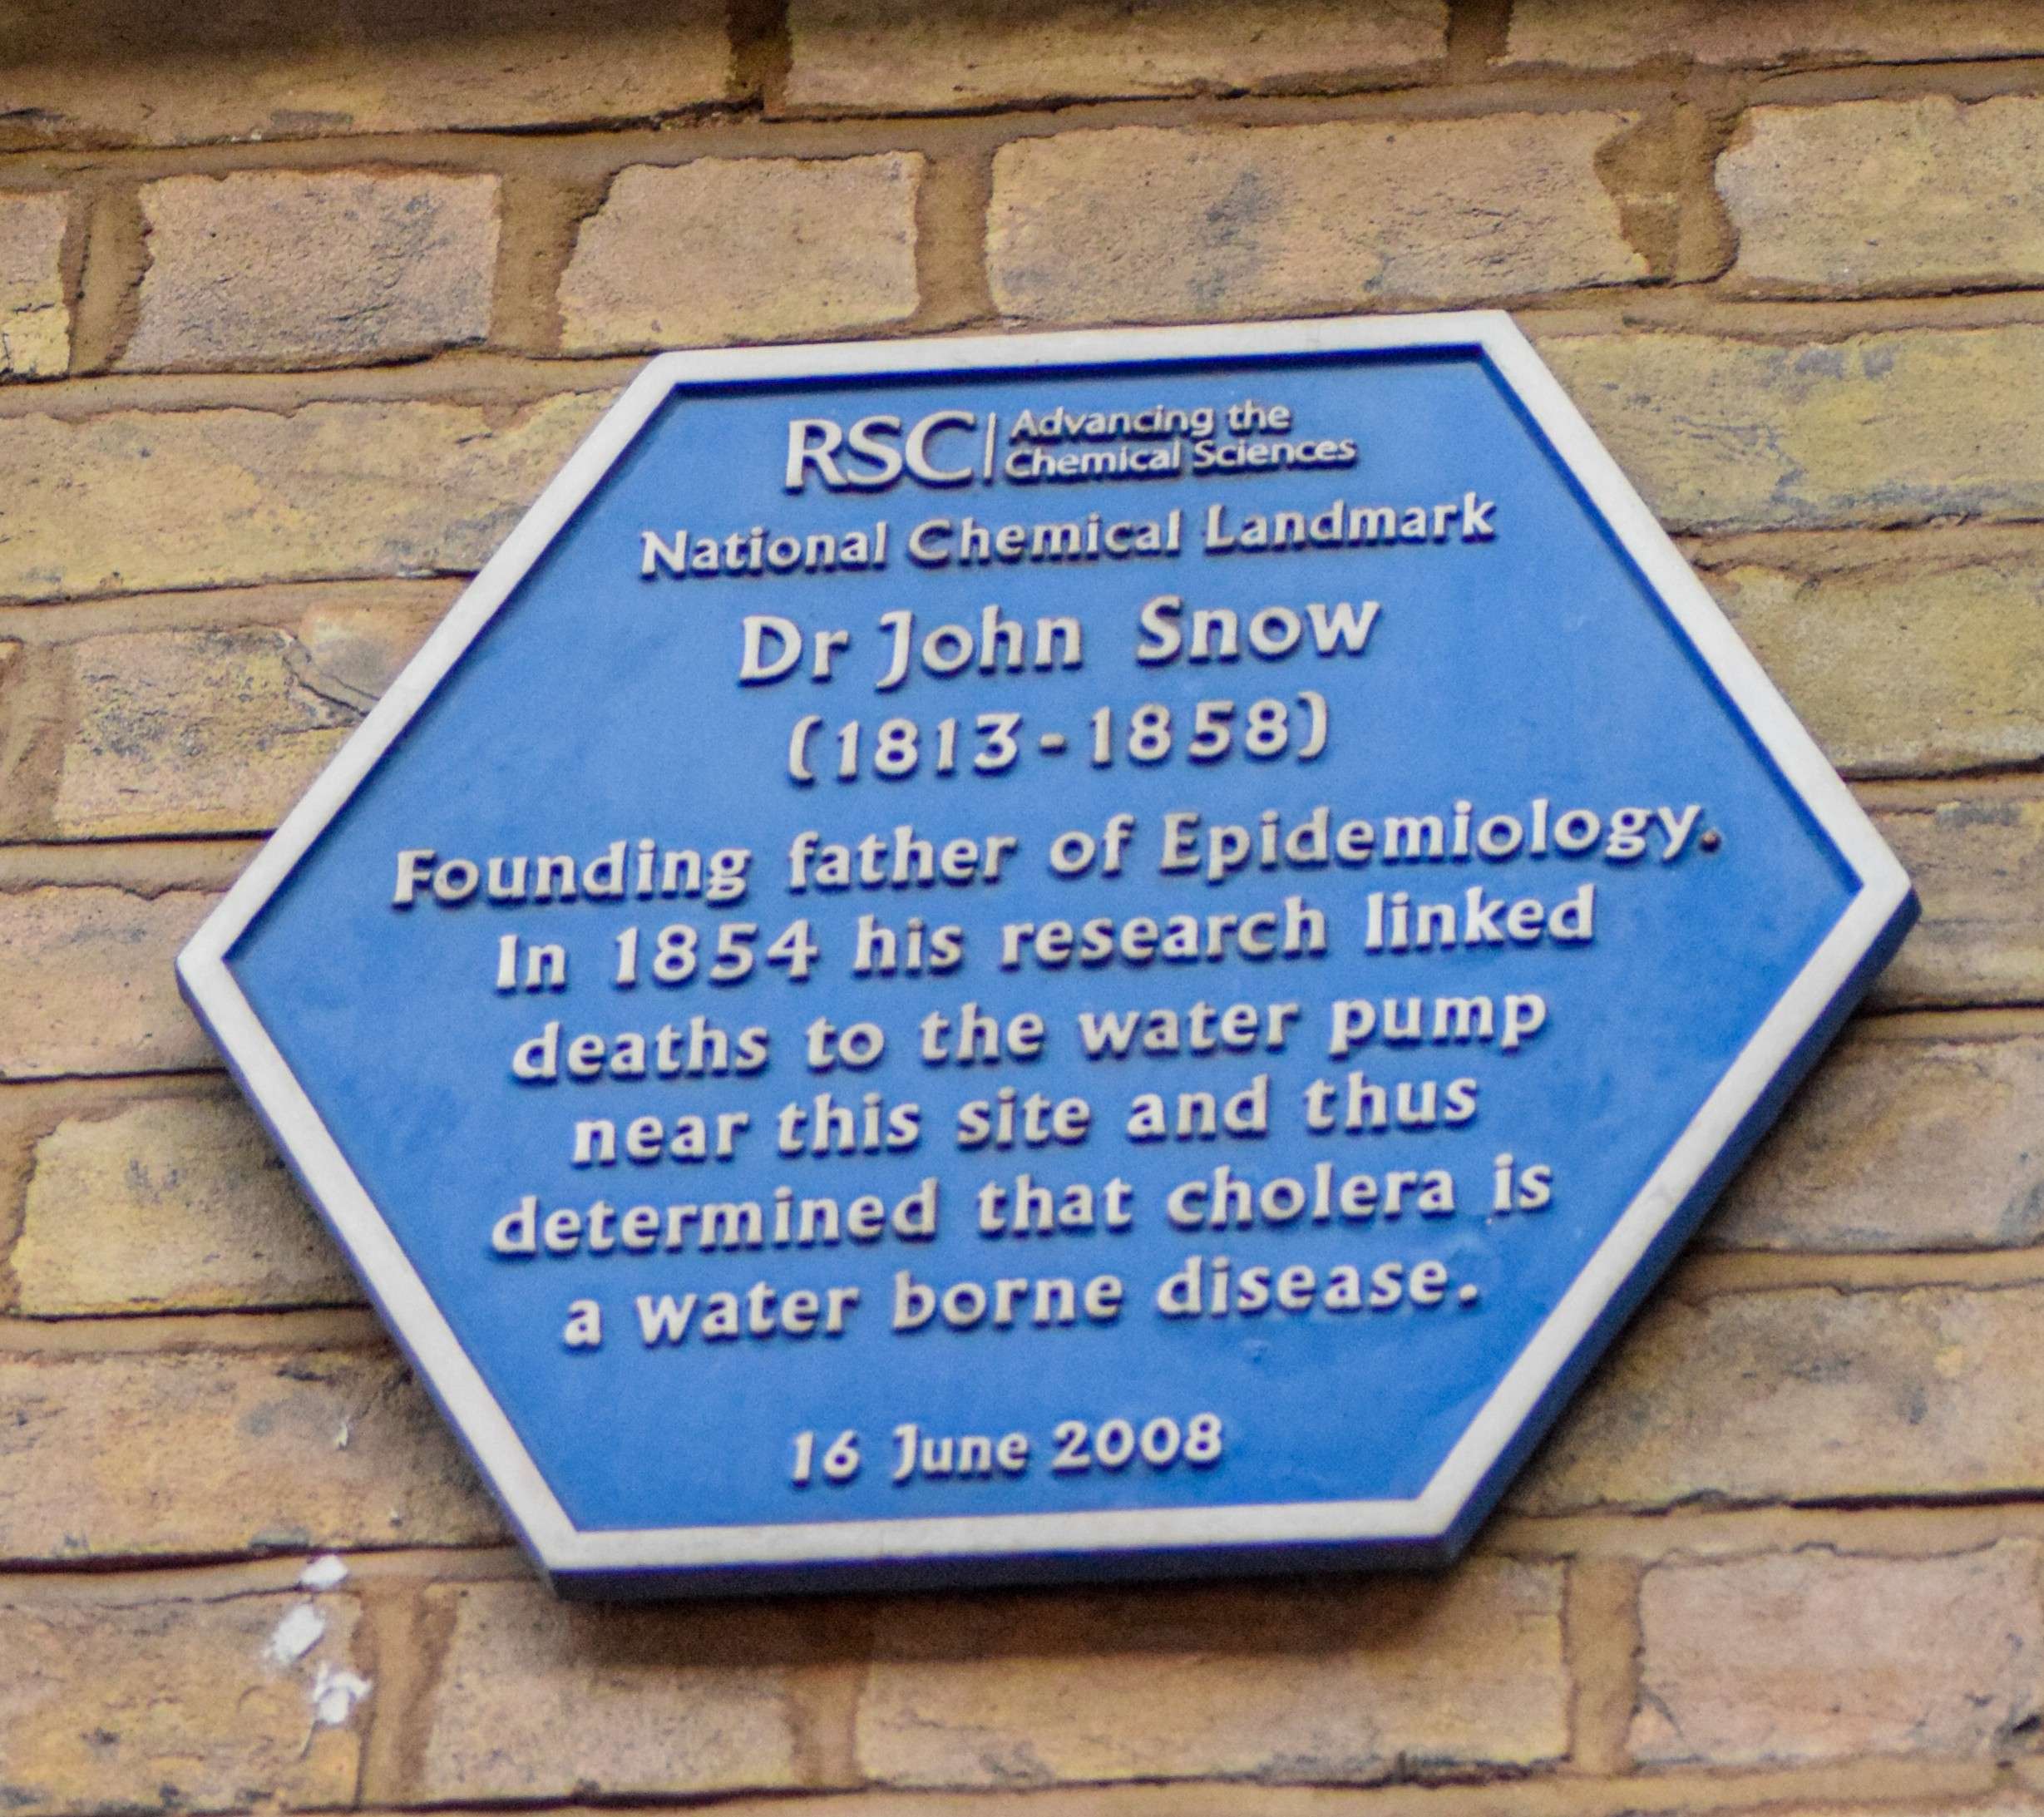 RSC | Advancing the
Chemical Sciences
National Chemical Landmark
Dr John Snow
(1813-1858)
Founding father of Epidemiology.
In 1854 his research linked
deaths to the water pump
near this site and thus
determined that cholera is
a water borne disease.
16 June 2008